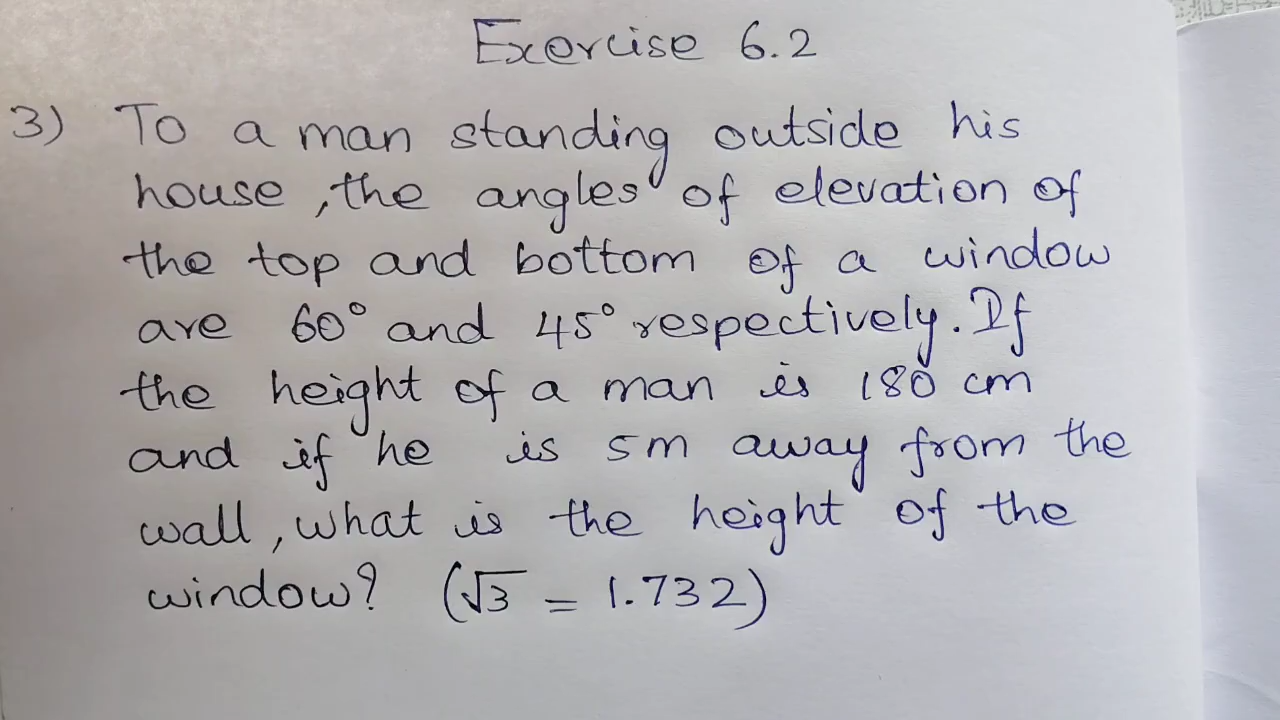 Exercise 6.2
3) To a man standing outside his
house, the angles of elevation of
the top and bottom of a window
are 60° and 45° respectively. If
the height of a man is 180 cm
and if he is 5m away from the
wall, what is the height of the
window? (√3 = 1.732)